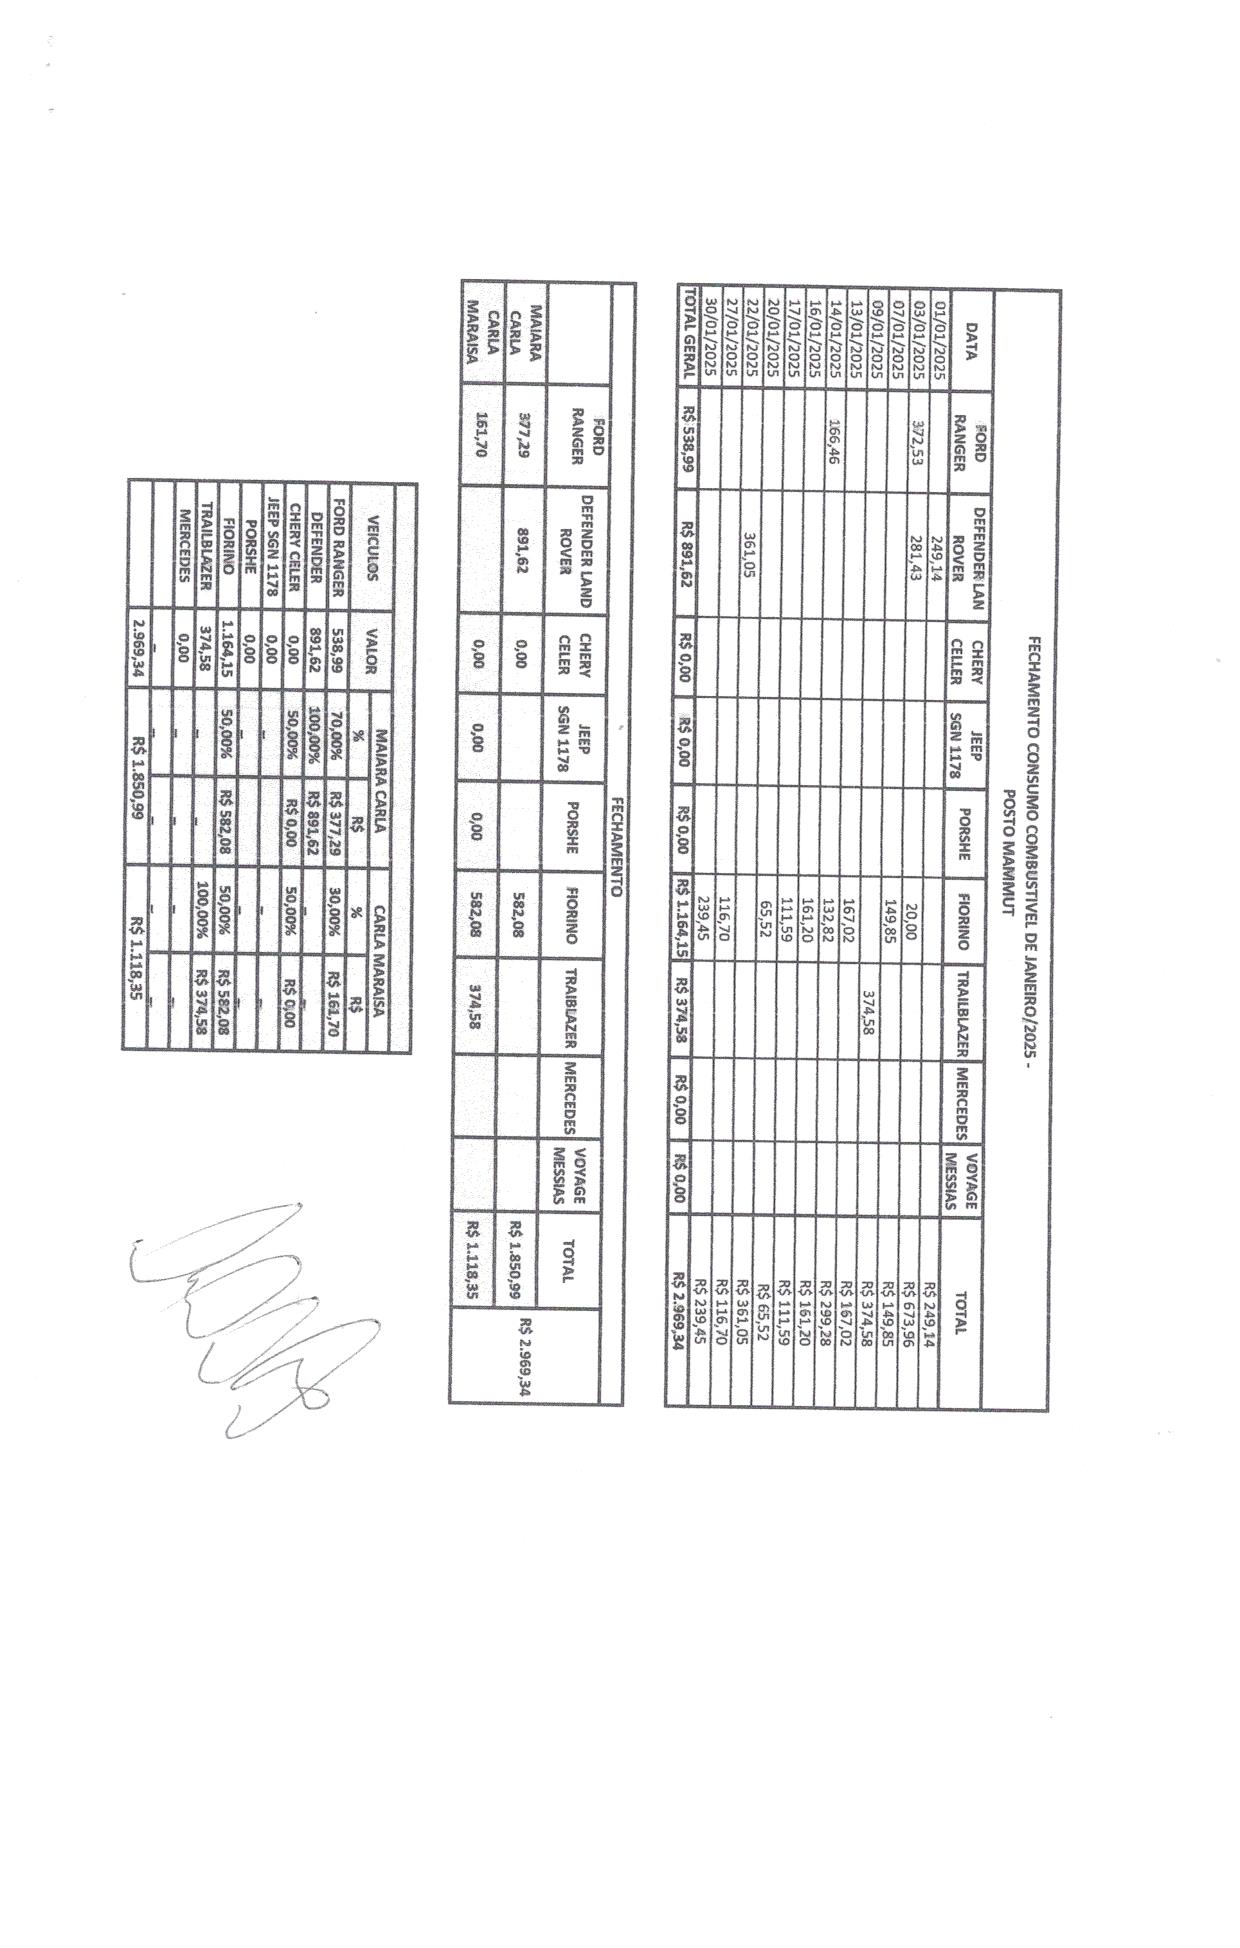 FECHAMENTO CONSUMO COMBUSTIVEL DE JANEIRO/2025 -
POSTO MAMMUT
DATA FORD RANGER DEFENDER LAN ROVER CHERY CELLER JEEP SGN 1178 PORSHE FIORINO TRAILBLAZER MERCEDES VOYAGE MESSIAS TOTAL
01/01/2025 249,14 R$ 249,14
03/01/2025 372,53 281,43 20,00 R$ 673,96
07/01/2025 149,85 R$ 149,85
09/01/2025 374,58 R$ 374,58
13/01/2025 167,02 R$ 167,02
14/01/2025 166,46 132,82 R$ 299,28
16/01/2025 161,20 R$ 161,20
17/01/2025 111,59 R$ 111,59
20/01/2025 65,52 R$ 65,52
22/01/2025 361,05 R$ 361,05
27/01/2025 116,70 R$ 116,70
30/01/2025 239,45 R$ 239,45
TOTAL GERAL R$ 538,99 R$ 891,62 R$ 0,00 R$ 0,00 R$ 0,00 R$ 1.164,15 R$ 374,58 R$ 0,00 R$ 0,00 R$ 2.969,34
FECHAMENTO
FORD RANGER DEFENDER LAND ROVER CHERY CELER JEEP SGN 1178 PORSHE FIORINO TRAIBLAZER MERCEDES VOYAGE MESSIAS TOTAL
MAIARA CARLA 377,29 891,62 0,00 582,08 R$ 1.850,99 R$ 2.969,34
CARLA MARAISA 161,70 0,00 0,00 0,00 582,08 374,58 R$ 1.118,35
VEICULOS VALOR MAIARA CARLA CARLA MARAISA
% R$ % R$
FORD RANGER 538,99 70,00% R$ 377,29 30,00% R$ 161,70
DEFENDER 891,62 100,00% R$ 891,62 - -
CHERY CELER 0,00 50,00% R$ 0,00 50,00% R$ 0,00
JEEP SGN 1178 0,00 - - -
PORSHE 0,00 - - -
FIORINO 1.164,15 50,00% R$ 582,08 50,00% R$ 582,08
TRAILBLAZER 374,58 - - 100,00% R$ 374,58
MERCEDES 0,00 - - - -
- - - - -
2.969,34 R$ 1.850,99 R$ 1.118,35